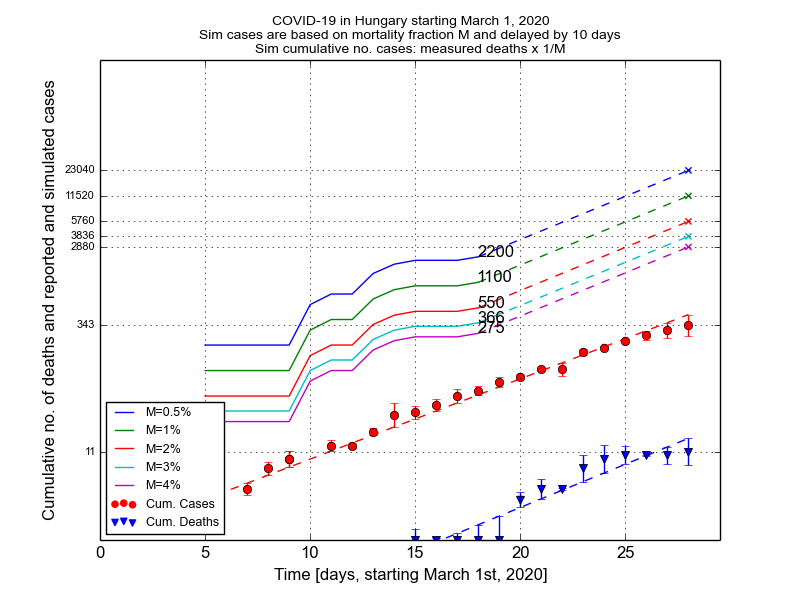 COVID-19 in Hungary starting March 1, 2020
Sim cases are based on mortality fraction M and delayed by 10 days
Sim cumulative no. cases: measured deaths x 1/M
Cumulative no. of deaths and reported and simulated cases
23040
11520
5760
3836
2880
343
11
2200
1100
550
366
275
M=0.5%
M=1%
M=2%
M=3%
M=4%
Cum. Cases
Cum. Deaths
0 5 10 15 20 25
Time [days, starting March 1st, 2020]